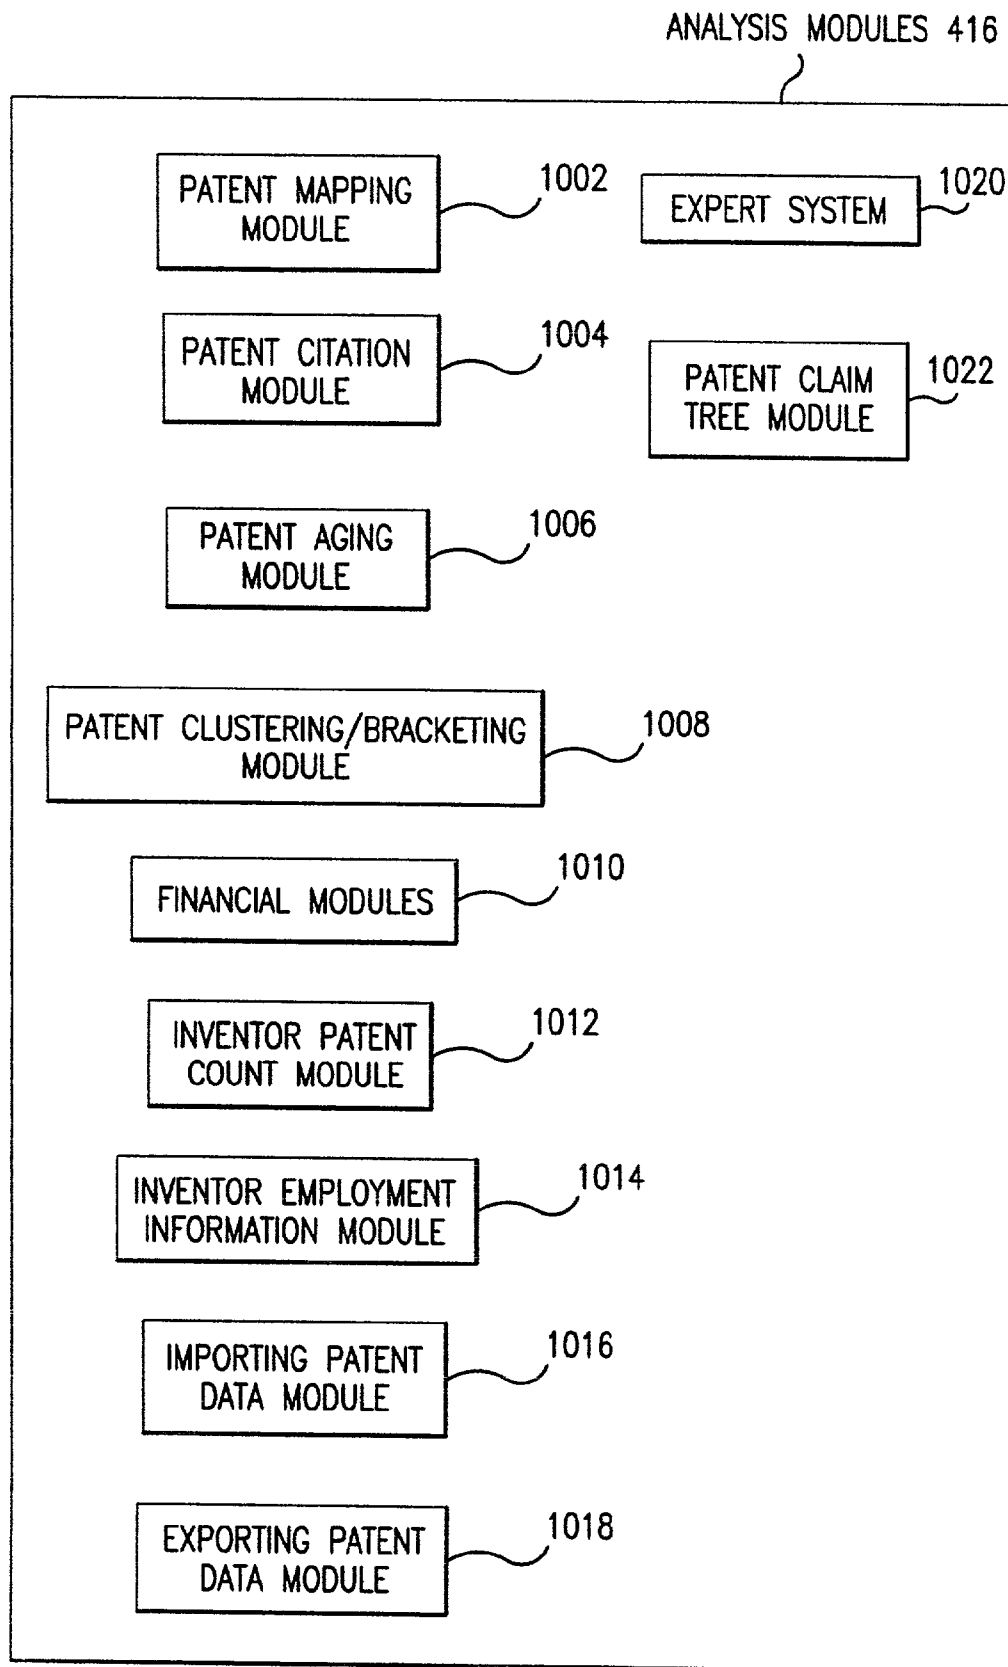 ANALYSIS MODULES 416
PATENT MAPPING
MODULE
1002
EXPERT SYSTEM
1020
PATENT CITATION
MODULE
1004
PATENT CLAIM
TREE MODULE
1022
PATENT AGING
MODULE
1006
PATENT CLUSTERING/BRACKETING
MODULE
1008
FINANCIAL MODULES
1010
INVENTOR PATENT
COUNT MODULE
1012
INVENTOR EMPLOYMENT
INFORMATION MODULE
1014
IMPORTING PATENT
DATA MODULE
1016
EXPORTING PATENT
DATA MODULE
1018